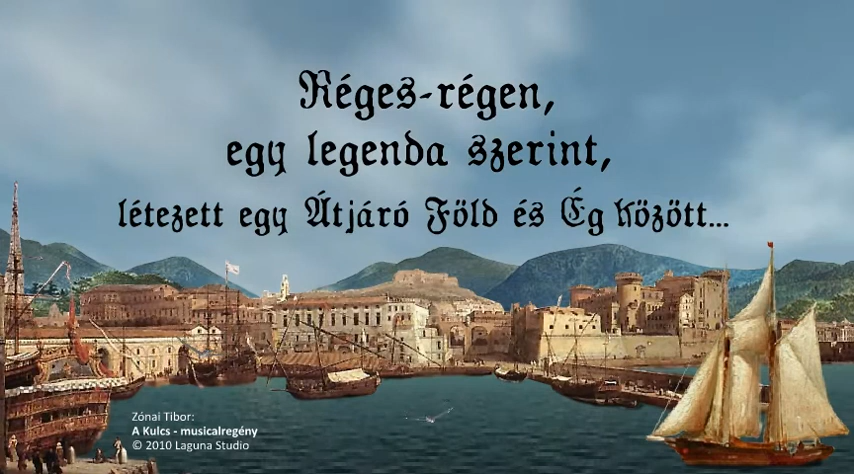 Réges-régen,
egy legenda szerint,
létezett egy Átjáró Föld és Ég között...
Zónai Tibor:
A Kulcs - musicalregény
© 2010 Laguna Studio